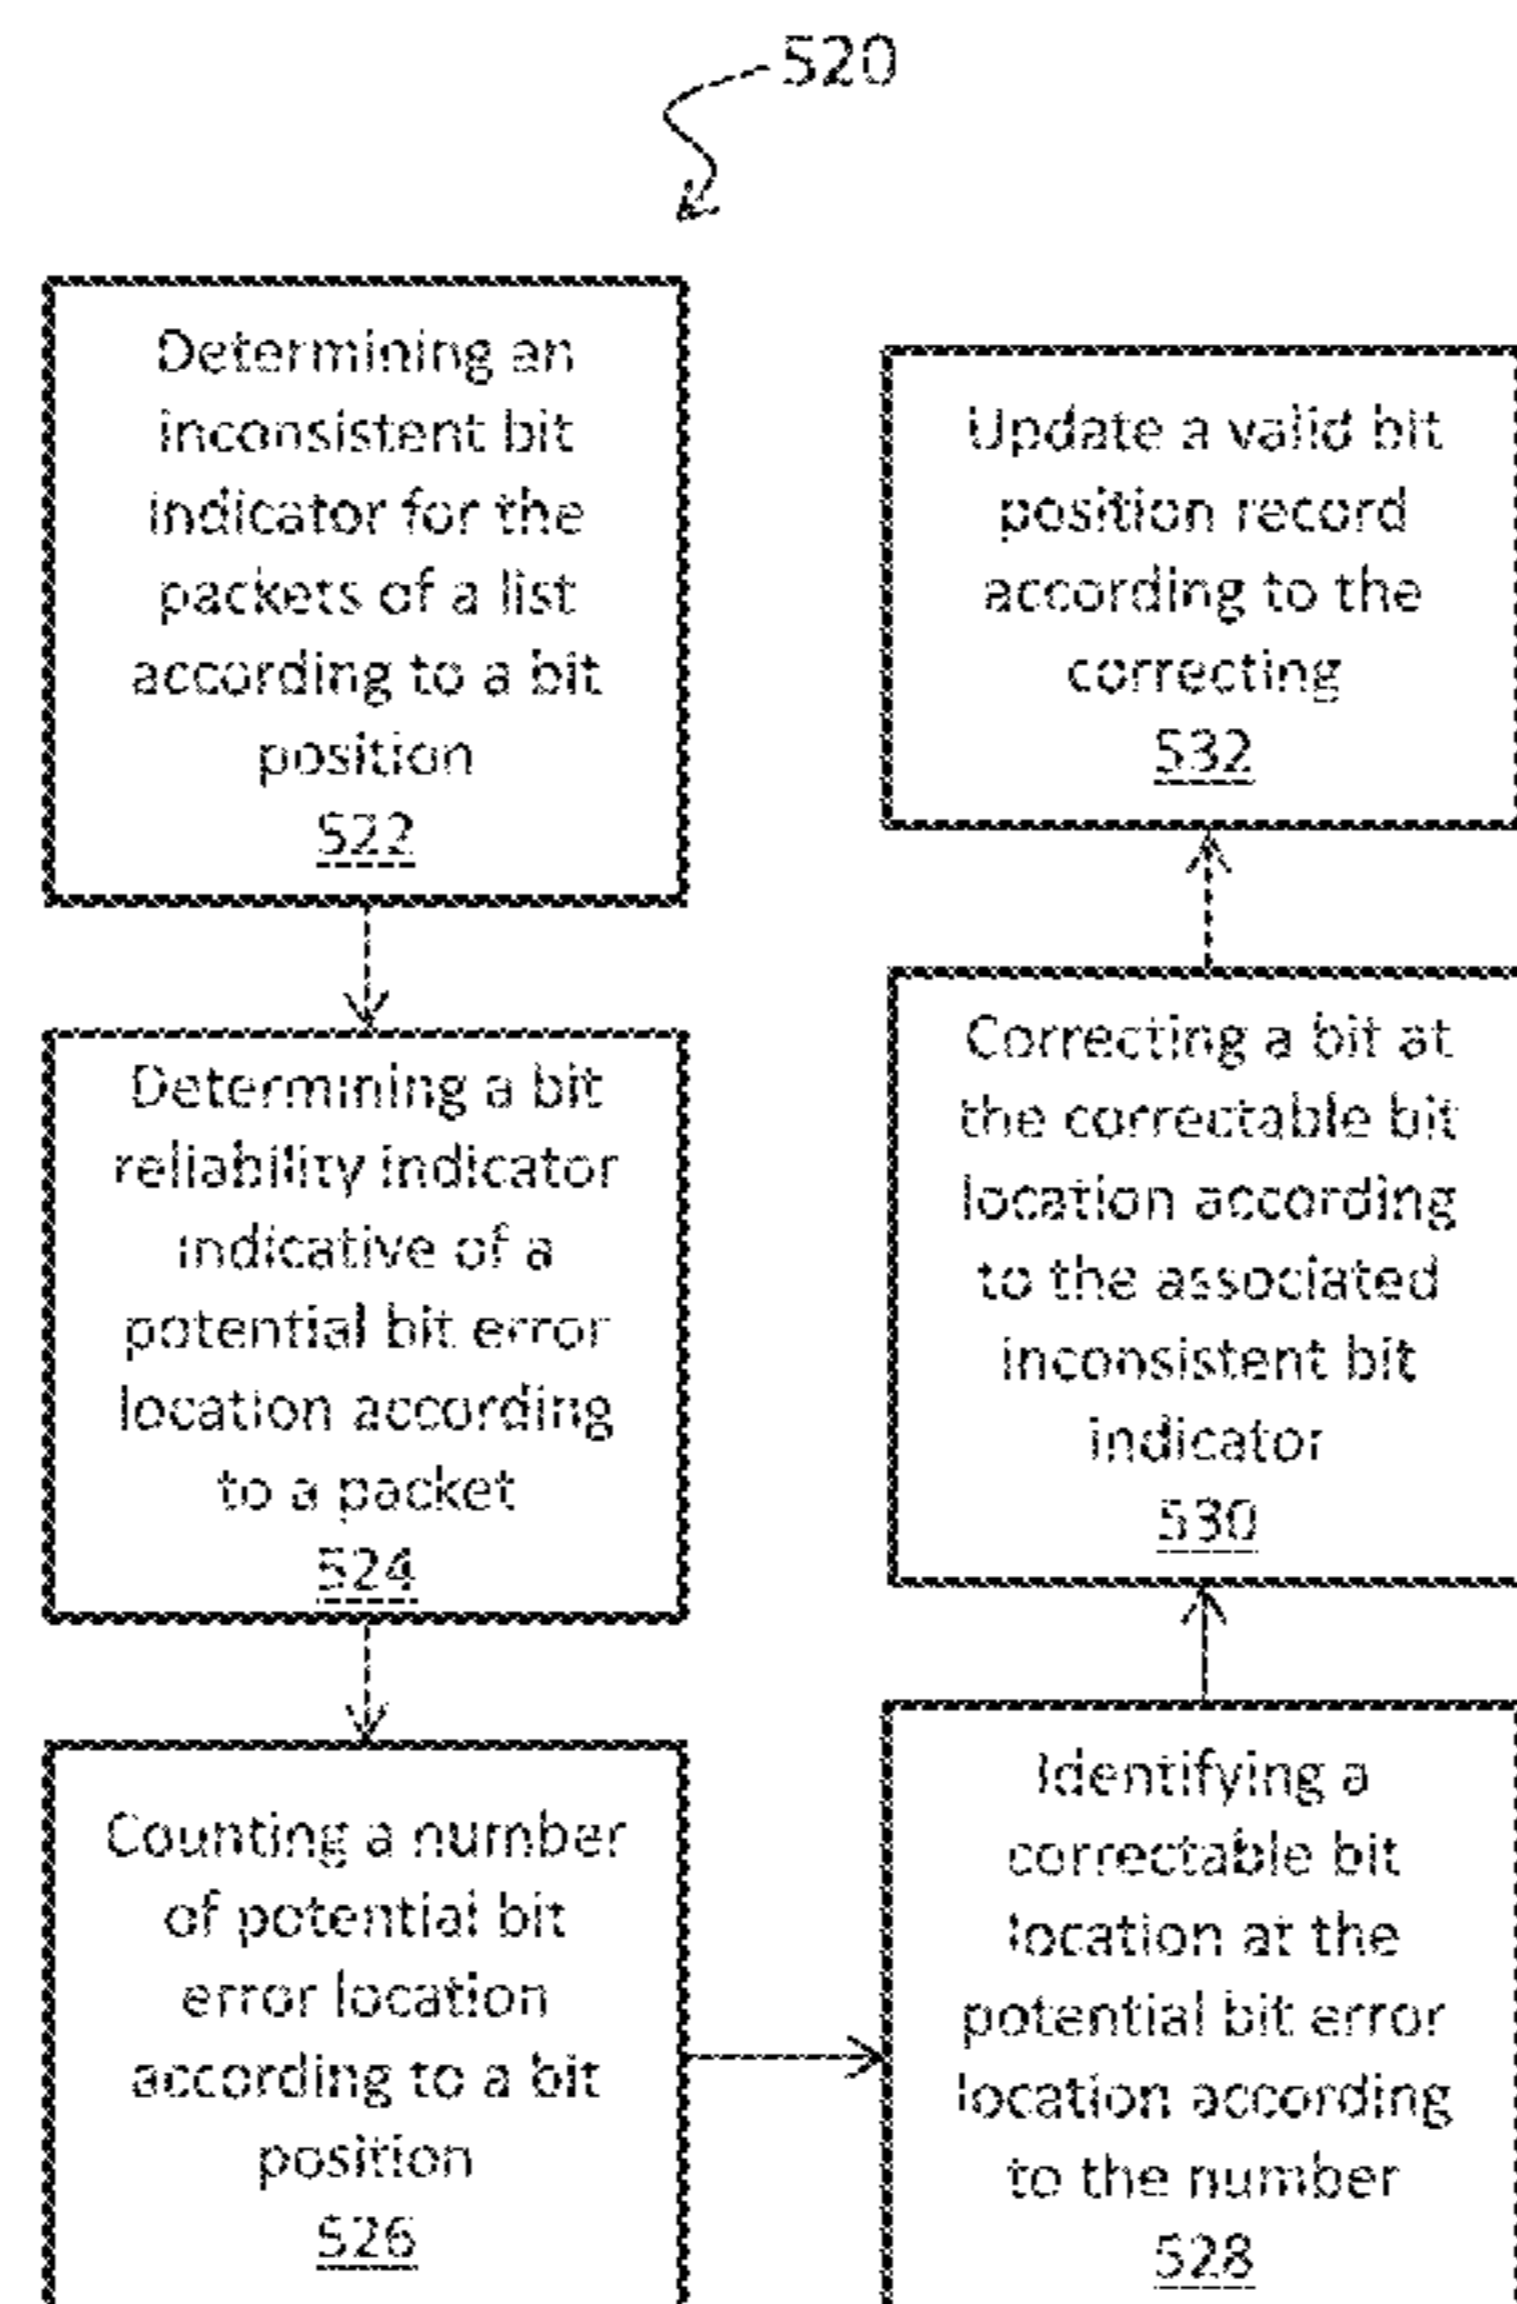 520
Determining an
inconsistent bit
indicator for the
packets of a list
according to a bit
position
522
Determining a bit
reliability indicator
indicative of a
potential bit error
location according
to a packet
524
Counting a number
of potential bit
error location
according to a bit
position
526
Identifying a
correctable bit
location at the
potential bit error
location according
to the number
528
Correcting a bit at
the correctable bit
location according
to the associated
inconsistent bit
indicator
530
Update a valid bit
position record
according to the
correcting
532